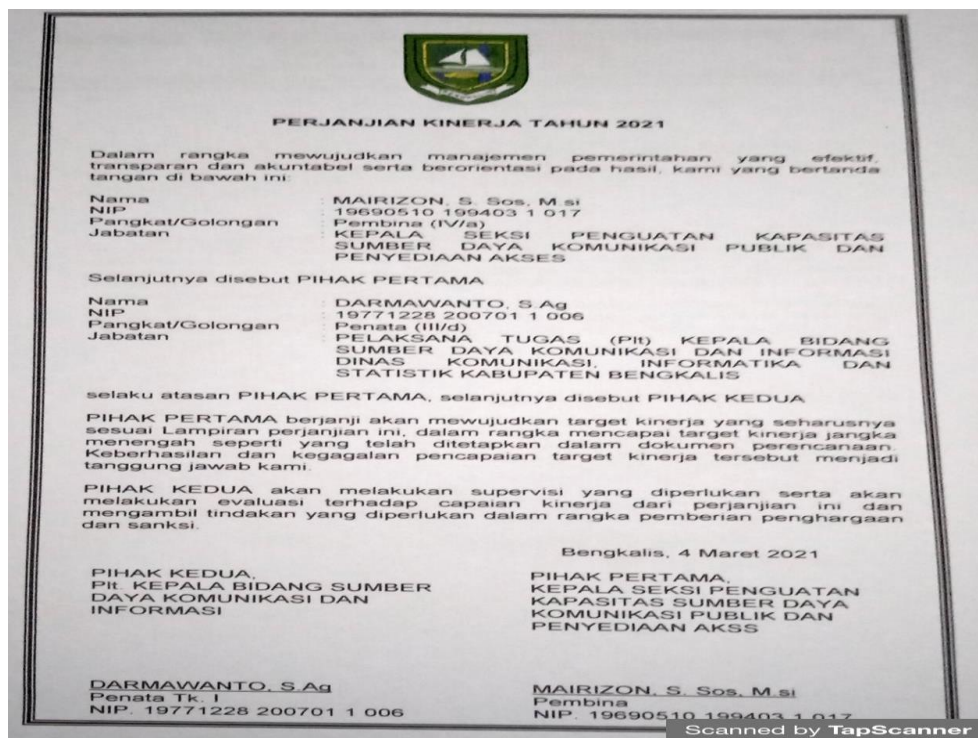 PERJANJIAN KINERJA TAHUN 2021
Dalam rangka mewujudkan manajemen pemerintahan yang efektif,
transparan dan akuntabel serta berorientasi pada hasil, kami yang bertanda
tangan di bawah ini:
Nama : MAIRIZON, S. Sos, M.si
NIP : 19690510 199403 1 017
Pangkat/Golongan : Pembina (IV/a)
Jabatan : KEPALA SEKSI PENGUATAN KAPASITAS
SUMBER DAYA KOMUNIKASI PUBLIK DAN
PENYEDIAAN AKSES
Selanjutnya disebut PIHAK PERTAMA
Nama : DARMAWANTO, S.Ag
NIP : 19771228 200701 1 006
Pangkat/Golongan : Penata (III/d)
Jabatan : PELAKSANA TUGAS (Plt) KEPALA BIDANG
SUMBER DAYA KOMUNIKASI DAN INFORMASI
DINAS KOMUNIKASI, INFORMATIKA DAN
STATISTIK KABUPATEN BENGKALIS
selaku atasan PIHAK PERTAMA, selanjutnya disebut PIHAK KEDUA
PIHAK PERTAMA berjanji akan mewujudkan target kinerja yang seharusnya
sesuai Lampiran perjanjian ini, dalam rangka mencapai target kinerja jangka
menengah seperti yang telah ditetapkan dalam dokumen perencanaan.
Keberhasilan dan kegagalan pencapaian target kinerja tersebut menjadi
tanggung jawab kami.
PIHAK KEDUA akan melakukan supervisi yang diperlukan serta akan
melakukan evaluasi terhadap capaian kinerja dari perjanjian ini dan
mengambil tindakan yang diperlukan dalam rangka pemberian penghargaan
dan sanksi.
Bengkalis, 4 Maret 2021
PIHAK KEDUA,
Plt. KEPALA BIDANG SUMBER
DAYA KOMUNIKASI DAN
INFORMASI
DARMAWANTO, S.Ag
Penata Tk. I
NIP. 19771228 200701 1 006
PIHAK PERTAMA,
KEPALA SEKSI PENGUATAN
KAPASITAS SUMBER DAYA
KOMUNIKASI PUBLIK DAN
PENYEDIAAN AKSS
MAIRIZON, S. Sos, M.si
Pembina
NIP. 19690510 199403 1 017
Scanned by TapScanner